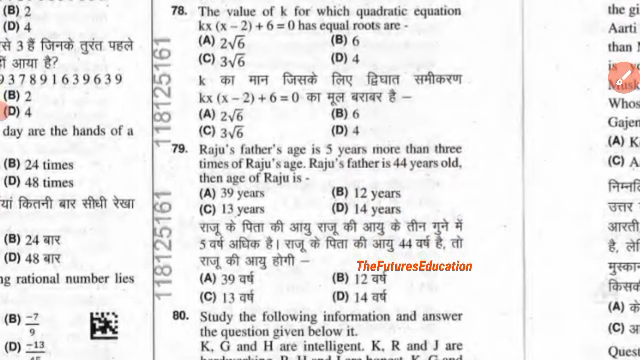 (B) 2
(D) 4
से 3 हैं जिनके तुरंत पहले
हीं आया है?
9 3 7 8 9 1 6 3 9 6 3 9
(B) 2
(D) 4
day are the hands of a
(B) 24 times
(D) 48 times
कितनी बार सीधी रेखा
(B) 24 बार
(D) 48 बार
ng rational number lies
(B) -7/9
(D)
118125161
118125161
78. The value of k for which quadratic equation
kx (x – 2) + 6 = 0 has equal roots are -
(A) 2√6 (B) 6
(C) 3√6 (D) 4
k का मान जिसके लिए द्विघात समीकरण
kx (x – 2) + 6 = 0 का मूल बराबर है –
(A) 2√6 (B) 6
(C) 3√6 (D) 4
79. Raju's father's age is 5 years more than three
times of Raju's age. Raju's father is 44 years old,
then age of Raju is -
(A) 39 years (B) 12 years
(C) 13 years (D) 14 years
राजू के पिता की आयु राजू की आयु के तीन गुने में
5 वर्ष अधिक है। राजू के पिता की आयु 44 वर्ष है, तो
राजू की आयु होगी –
TheFuturesEducation
(A) 39 वर्ष (B) 12 वर्ष
(C) 13 वर्ष (D) 14 वर्ष
80. Study the following information and answer
the question given below it.
K, G and H are intelligent. K, R and J are
the gi
Aarti
than M
is yo
Musk
Whos
Gajen
(A) K
(C) A
निम्नलि
उत्तर
आरती
है, ले
मुस्का
किसकी
(A) के
(C) अ
Quest